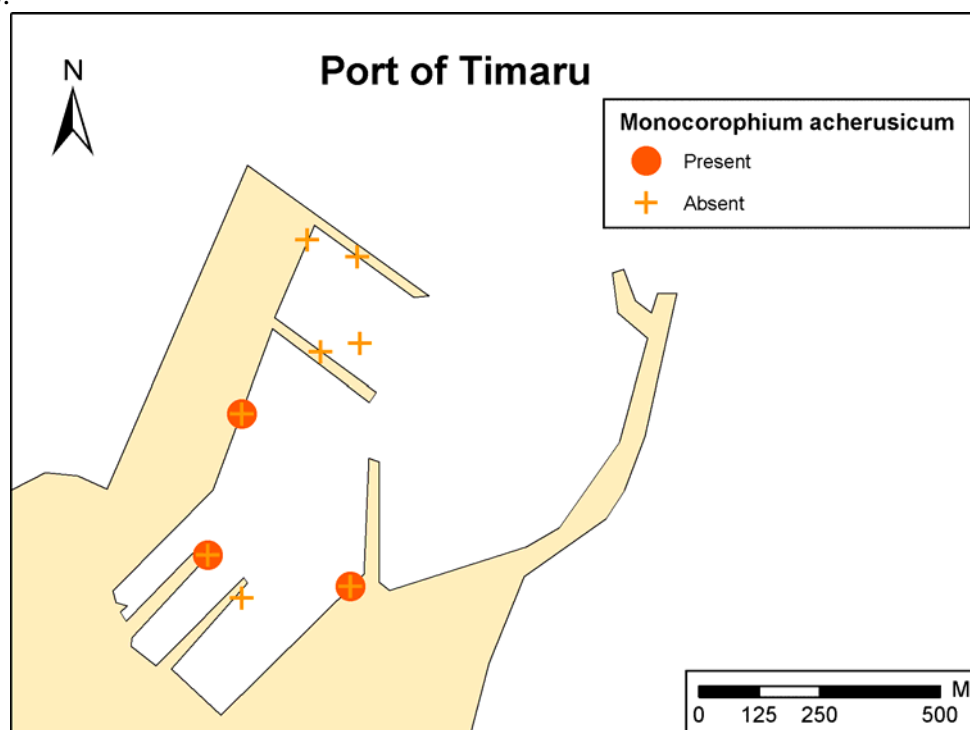 N
Port of Timaru
Monocorophium acherusicum
Present
Absent
M
0 125 250 500